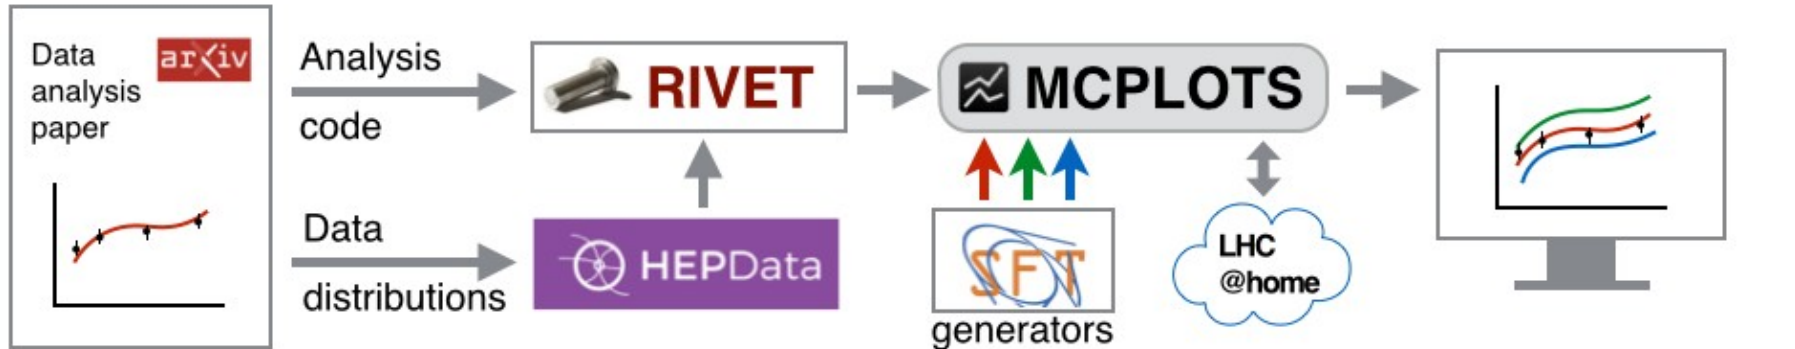 Data
analysis
paper
arXiv
Analysis
code
Data
distributions
RIVET
HEPData
MCPLOTS
SFT
generators
LHC
@home